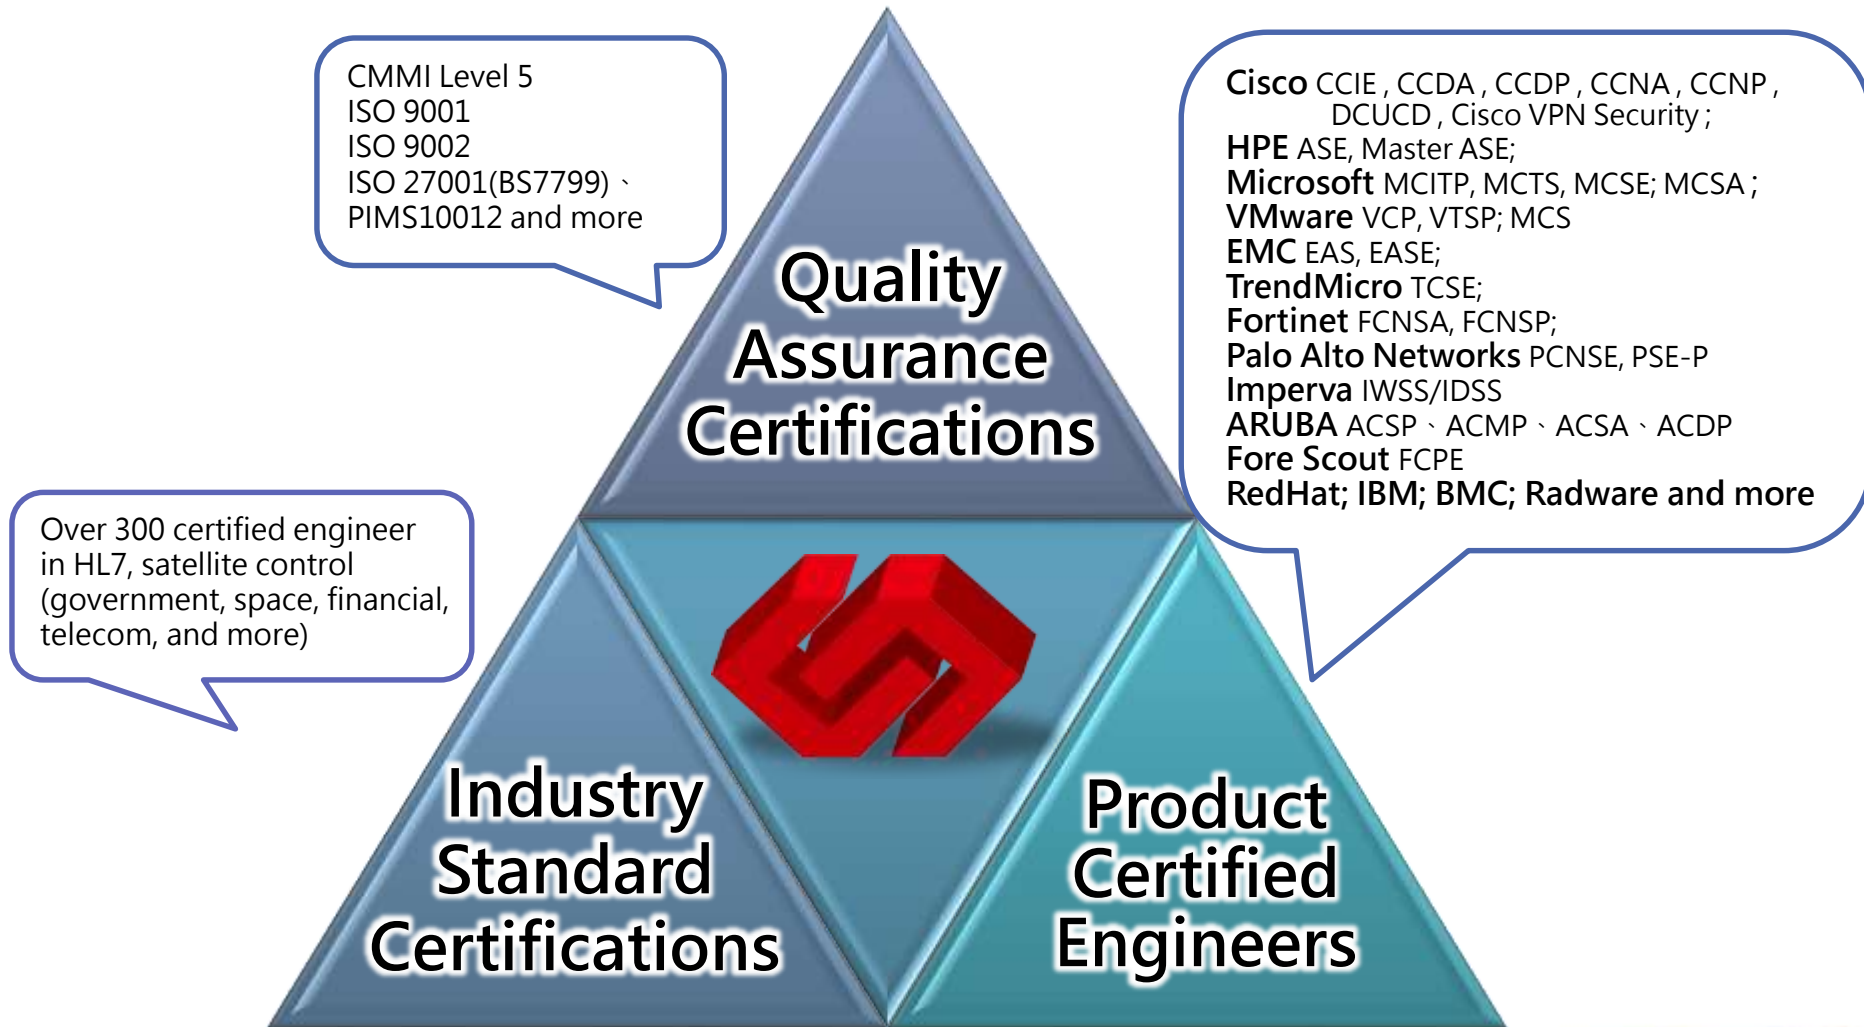 CMMI Level 5
ISO 9001
ISO 9002
ISO 27001(BS7799)、
PIMS10012 and more
Cisco CCIE , CCDA , CCDP , CCNA , CCNP ,
DCUCD , Cisco VPN Security ;
HPE ASE, Master ASE;
Microsoft MCITP, MCTS, MCSE; MCSA ;
VMware VCP, VTSP; MCS
EMC EAS, EASE;
TrendMicro TCSE;
Fortinet FCNSA, FCNSP;
Palo Alto Networks PCNSE, PSE-P
Imperva IWSS/IDSS
ARUBA ACSP、ACMP、ACSA、ACDP
Fore Scout FCPE
RedHat; IBM; BMC; Radware and more
Quality
Assurance
Certifications
Over 300 certified engineer
in HL7, satellite control
(government, space, financial,
telecom, and more)
Industry
Standard
Certifications
Product
Certified
Engineers